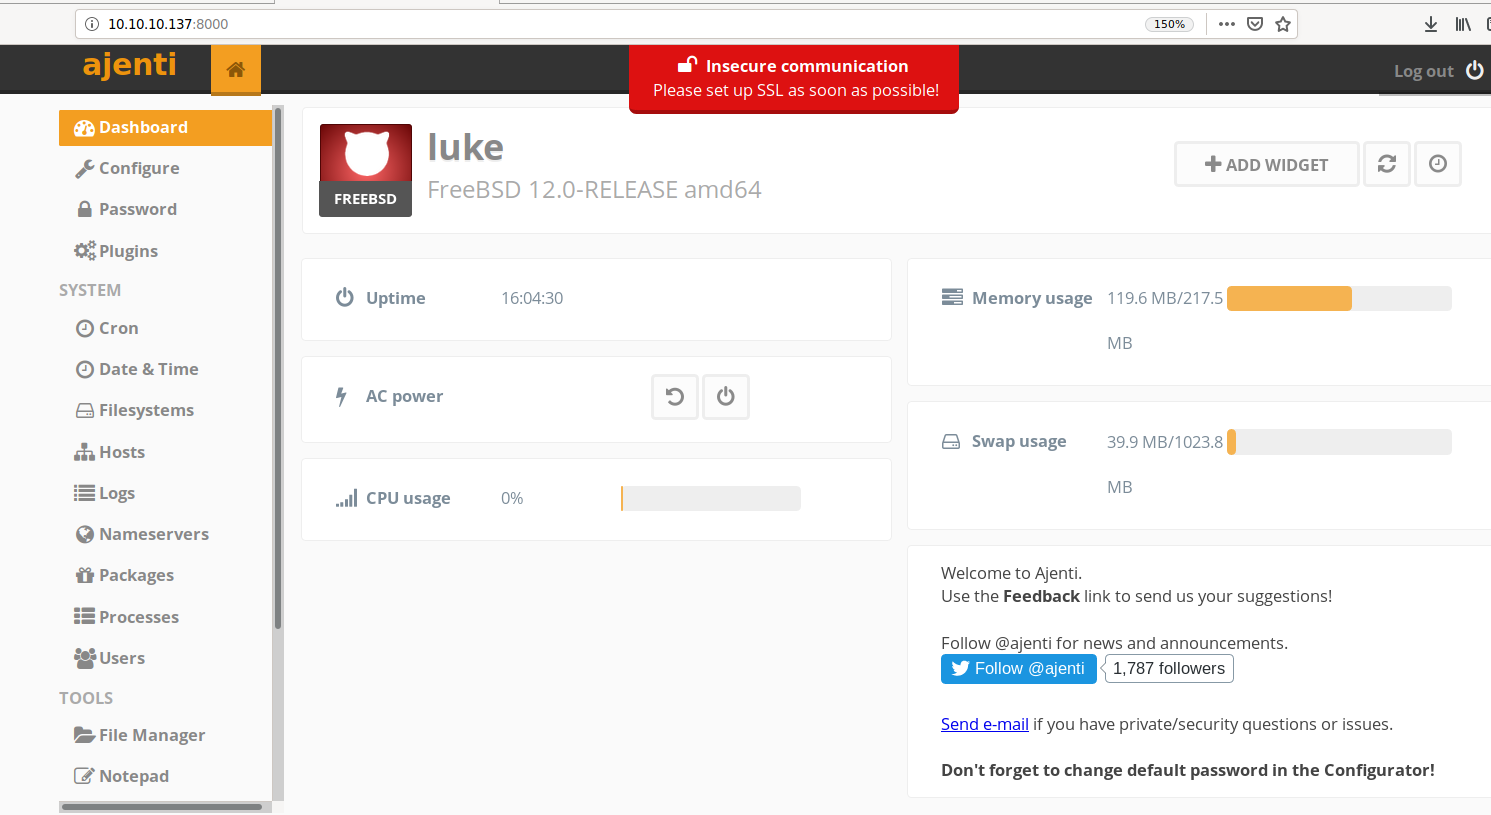 10.10.10.137:8000
150%
ajenti
Insecure communication
Please set up SSL as soon as possible!
Log out
Dashboard
Configure
Password
Plugins
SYSTEM
Cron
Date & Time
Filesystems
Hosts
Logs
Nameservers
Packages
Processes
Users
TOOLS
File Manager
Notepad
FREEBSD
luke
FreeBSD 12.0-RELEASE amd64
ADD WIDGET
Uptime 16:04:30
AC power
CPU usage 0%
Memory usage 119.6 MB/217.5
MB
Swap usage 39.9 MB/1023.8
MB
Welcome to Ajenti.
Use the Feedback link to send us your suggestions!
Follow @ajenti for news and announcements.
Follow @ajenti 1,787 followers
Send e-mail if you have private/security questions or issues.
Don't forget to change default password in the Configurator!